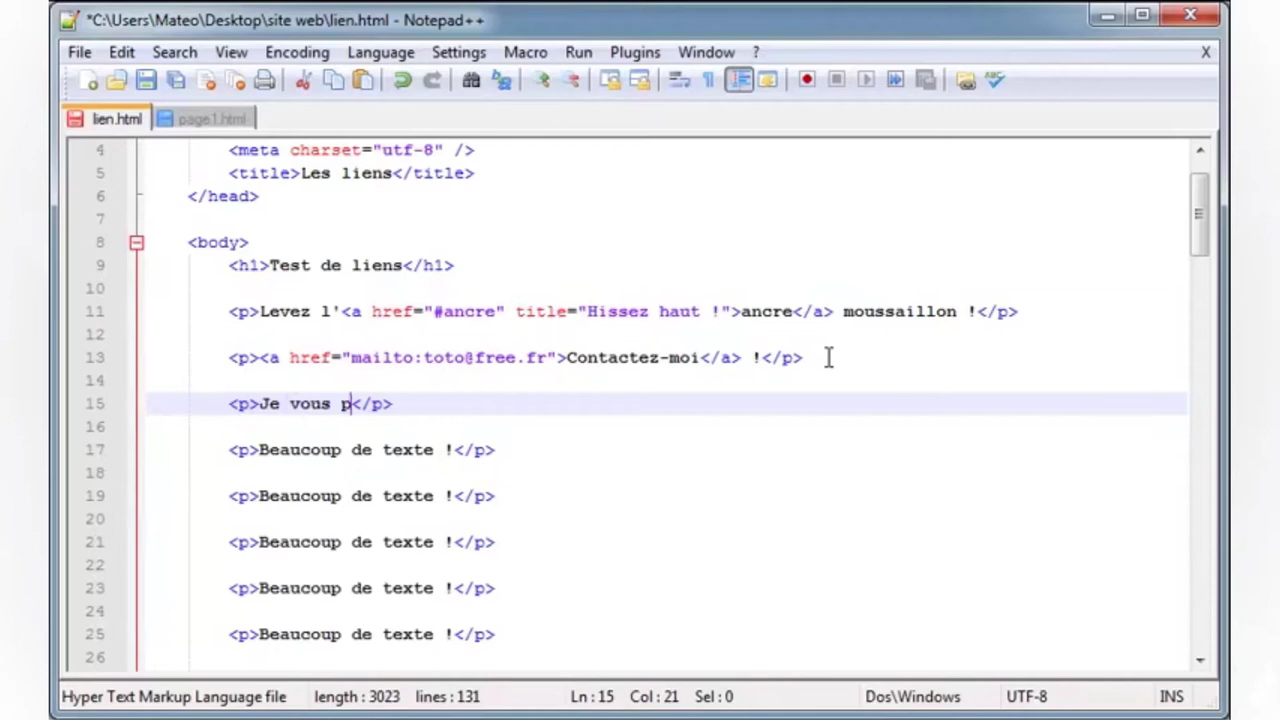 *C:\Users\Mateo\Desktop\site web\lien.html - Notepad++
File Edit Search View Encoding Language Settings Macro Run Plugins Window ? X
lien.html page1.html
4 <meta charset="utf-8" />
5 <title>Les liens</title>
6 </head>
7
8 <body>
9 <h1>Test de liens</h1>
10
11 <p>Levez l'<a href="#ancre" title="Hissez haut !">ancre</a> moussaillon !</p>
12
13 <p><a href="mailto:toto@free.fr">Contactez-moi</a> !</p>
14
15 <p>Je vous p</p>
16
17 <p>Beaucoup de texte !</p>
18
19 <p>Beaucoup de texte !</p>
20
21 <p>Beaucoup de texte !</p>
22
23 <p>Beaucoup de texte !</p>
24
25 <p>Beaucoup de texte !</p>
26
Hyper Text Markup Language file length : 3023 lines : 131 Ln : 15 Col : 21 Sel : 0 Dos\Windows UTF-8 INS